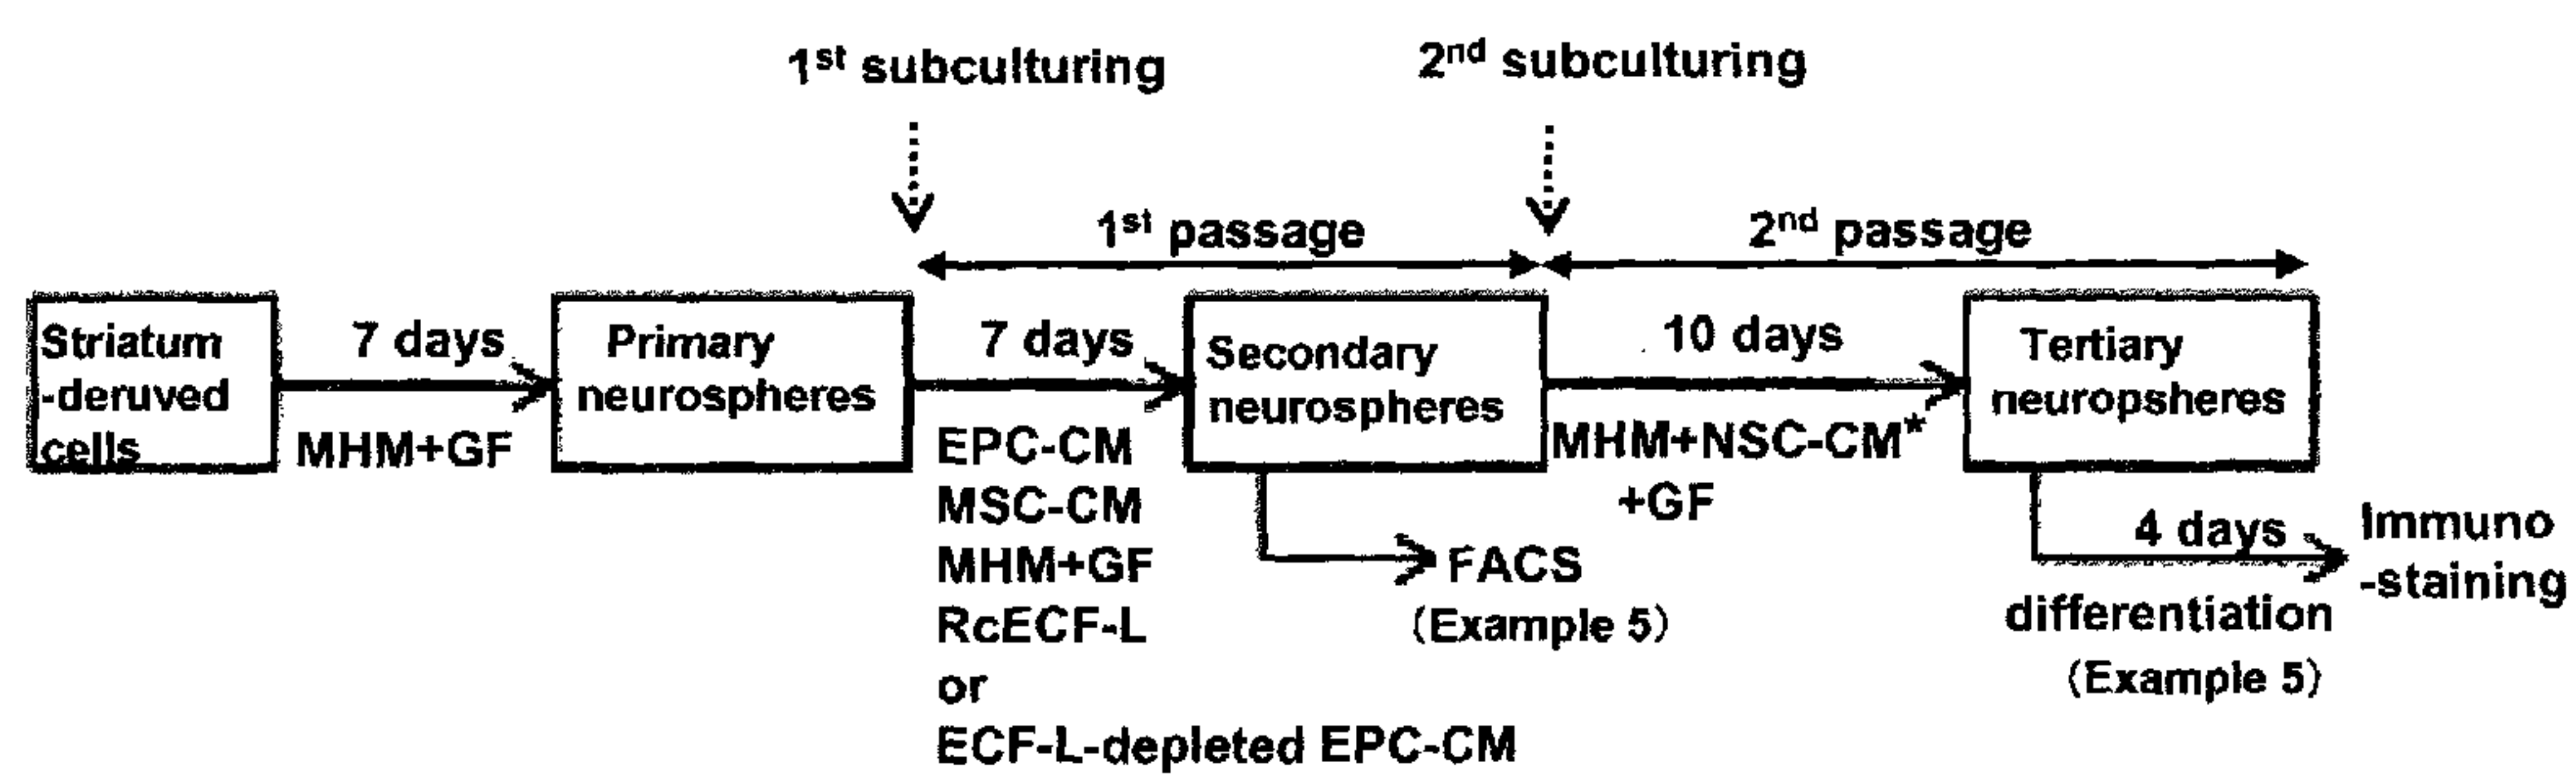 1st subculturing
2nd subculturing
1st passage
2nd passage
Striatum
-deruved
cells
7 days
MHM+GF
Primary
neurospheres
7 days
EPC-CM
MSC-CM
MHM+GF
RcECF-L
or
ECF-L-depleted EPC-CM
Secondary
neurospheres
FACS
(Example 5)
10 days
MHM+NSC-CM*
+GF
Tertiary
neuropsheres
4 days
differentiation
(Example 5)
Immuno
-staining